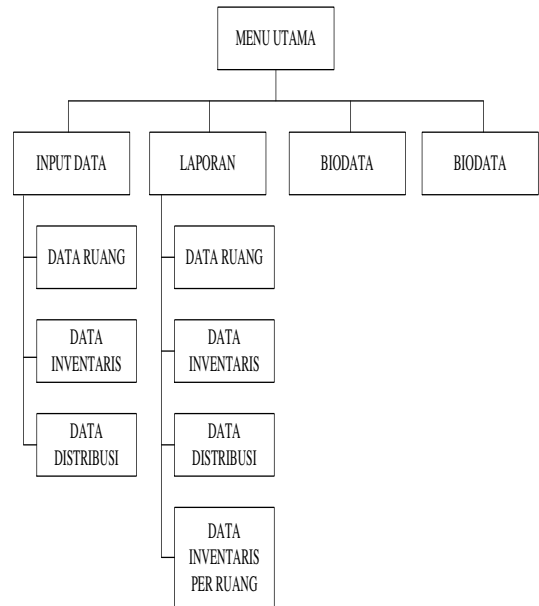 MENU UTAMA
INPUT DATA
LAPORAN
BIODATA
BIODATA
DATA RUANG
DATA
INVENTARIS
DATA
DISTRIBUSI
DATA RUANG
DATA
INVENTARIS
DATA
DISTRIBUSI
DATA
INVENTARIS
PER RUANG